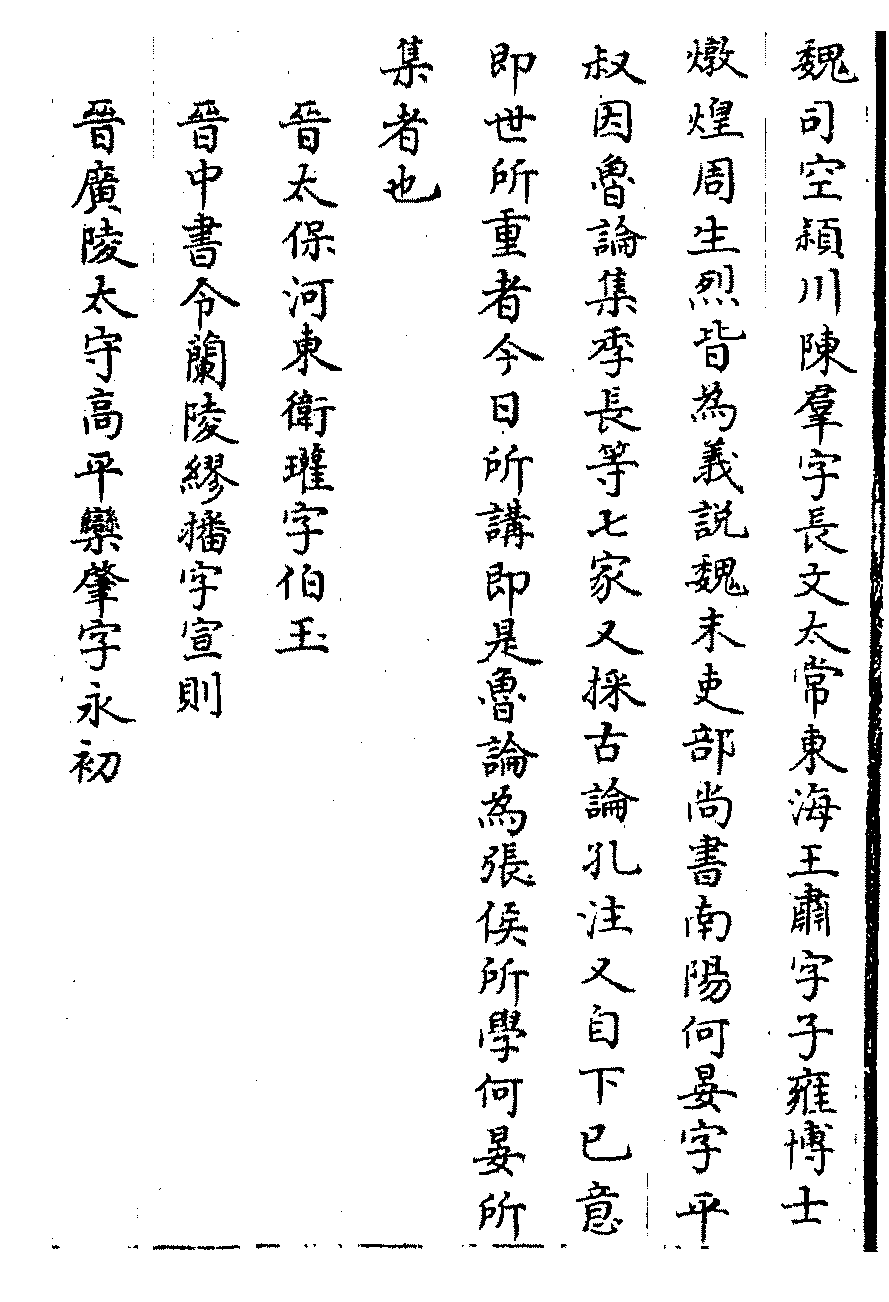 魏司空潁川陳羣字長文太常東海王肅字子雍博士
燉煌周生烈皆為義說魏末吏部尚書南陽何晏字平
叔因魯論集季長等七家又採古論孔注又自下已意
即世所重者今日所講即是魯論為張侯所學何晏所
集者也
晉太保河東衛瓘字伯玉
晉中書令蘭陵繆播字宣則
晉廣陵太守高平欒肇字永初